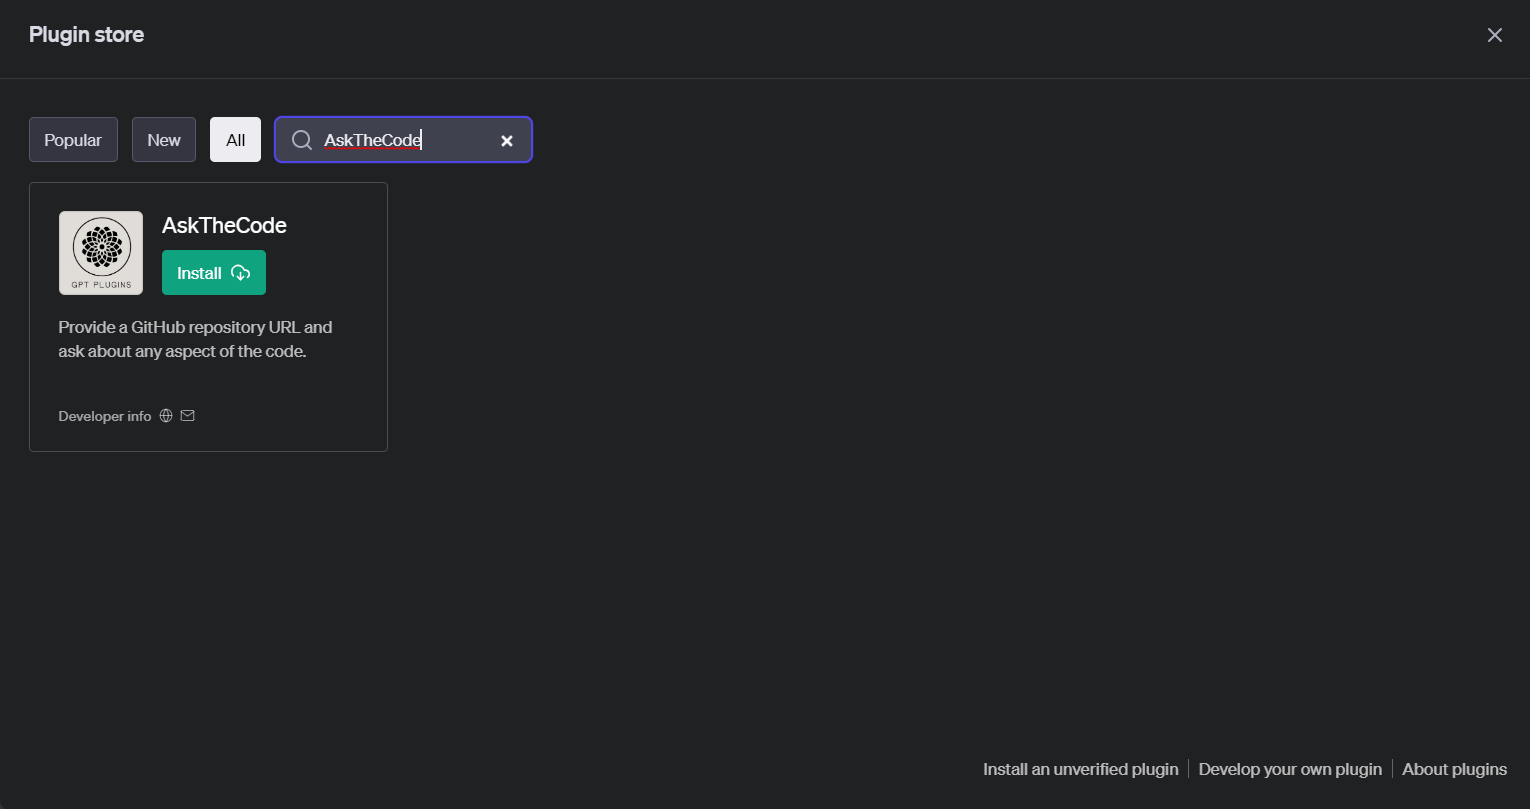 Plugin store
Popular
New
All
AskTheCode
AskTheCode
Install
GPT PLUGINS
Provide a GitHub repository URL and
ask about any aspect of the code.
Developer info
Install an unverified plugin
Develop your own plugin
About plugins